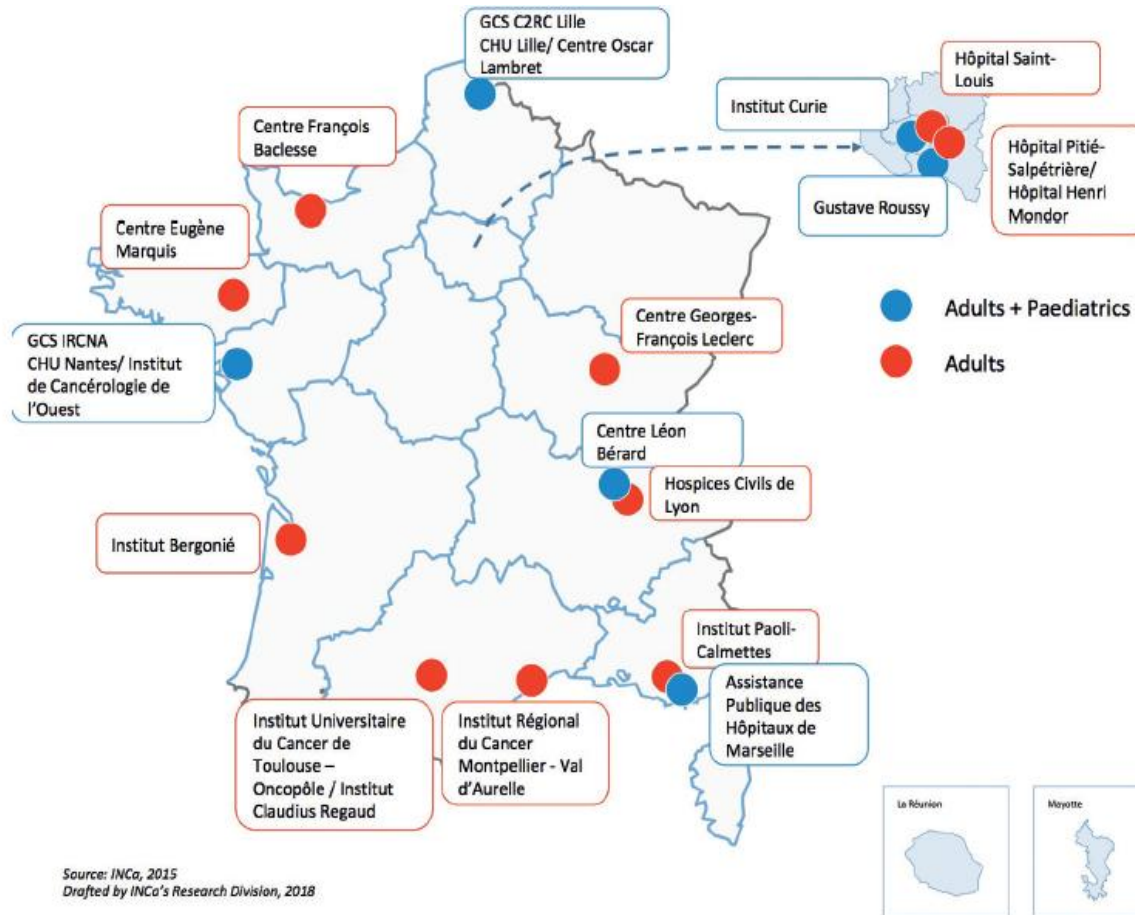 GCS C2RC Lille
CHU Lille/ Centre Oscar
Lambret
Hôpital Saint-
Louis
Institut Curie
Centre François
Baclesse
Hôpital Pitié-
Salpétrière/
Hôpital Henri
Mondor
Gustave Roussy
Centre Eugène
Marquis
Centre Georges-
François Leclerc
Adults + Paediatrics
Adults
GCS IRCNA
CHU Nantes/ Institut
de Cancérologie de
l’Ouest
Centre Léon
Bérard
Hospices Civils de
Lyon
Institut Bergonié
Institut Paoli-
Calmettes
Assistance
Publique des
Hôpitaux de
Marseille
Institut Universitaire
du Cancer de
Toulouse –
Oncopôle / Institut
Claudius Regaud
Institut Régional
du Cancer
Montpellier - Val
d’Aurelle
La Réunion
Mayotte
Source: INCa, 2015
Drafted by INCa’s Research Division, 2018